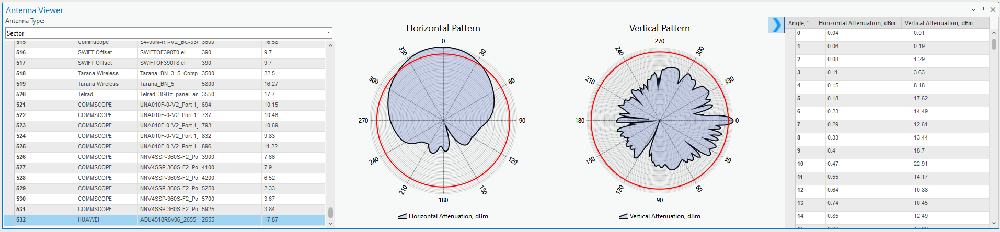 Antenna Viewer
Antenna Type:
Sector
515 Commscope S4-90M-R1-V2_BC-330 3600 16.58
516 SWIFT Offset SWIFTOF390T0.el 390 9.7
517 SWIFT Offset SWIFTOF390T8.el 390 9.7
518 Tarana Wireless Tarana_BN_3_5_Comp 3500 22.5
519 Tarana Wireless Tarana_BN_5 5800 16.27
520 Telrad Telrad_3GHz_panel_an 3550 17.7
521 COMMSCOPE UNA010F-0-V2_Port 1_ 694 10.15
522 COMMSCOPE UNA010F-0-V2_Port 1_ 737 10.46
523 COMMSCOPE UNA010F-0-V2_Port 1_ 793 10.69
524 COMMSCOPE UNA010F-0-V2_Port 1_ 832 9.83
525 COMMSCOPE UNA010F-0-V2_Port 1_ 896 11.22
526 COMMSCOPE NNV4SSP-360S-F2_Po 3900 7.66
527 COMMSCOPE NNV4SSP-360S-F2_Po 4100 7.9
528 COMMSCOPE NNV4SSP-360S-F2_Po 4200 6.52
529 COMMSCOPE NNV4SSP-360S-F2_Po 5250 2.33
530 COMMSCOPE NNV4SSP-360S-F2_Po 5700 3.67
531 COMMSCOPE NNV4SSP-360S-F2_Po 5925 3.84
532 HUAWEI ADU4518R6v06_2655 2655 17.87
Horizontal Pattern
0
330 30
300 60
270 90
240 120
210 150
180
Horizontal Attenuation, dBm
Vertical Pattern
270
240 300
210 330
180 0
150 30
120 60
90
Vertical Attenuation, dBm
Angle, ° Horizontal Attenuation, dBm Vertical Attenuation, dBm
0 0.04 0.01
1 0.06 0.19
2 0.08 1.29
3 0.11 3.63
4 0.15 8.18
5 0.18 17.62
6 0.23 14.49
7 0.29 12.61
8 0.33 13.44
9 0.4 18.7
10 0.47 22.91
11 0.55 14.17
12 0.64 10.88
13 0.74 10.45
14 0.85 12.49